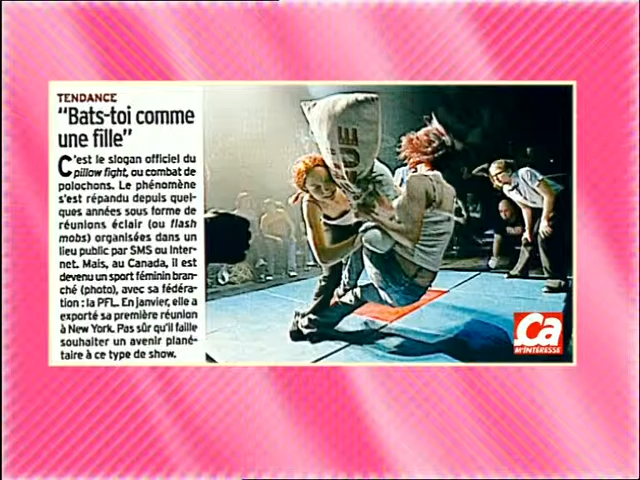 TENDANCE
“Bats-toi comme
une fille”
C'est le slogan officiel du
pillow fight, ou combat de
polochons. Le phénomène
s'est répandu depuis quel-
ques années sous forme de
réunions éclair (ou flash
mobs) organisées dans un
lieu public par SMS ou Inter-
net. Mais, au Canada, il est
devenu un sport féminin bran-
ché (photo), avec sa fédéra-
tion : la PFL. En janvier, elle a
exporté sa première réunion
à New York. Pas sûr qu'il faille
souhaiter un avenir plané-
taire à ce type de show.
Ça
M'INTÉRESSE